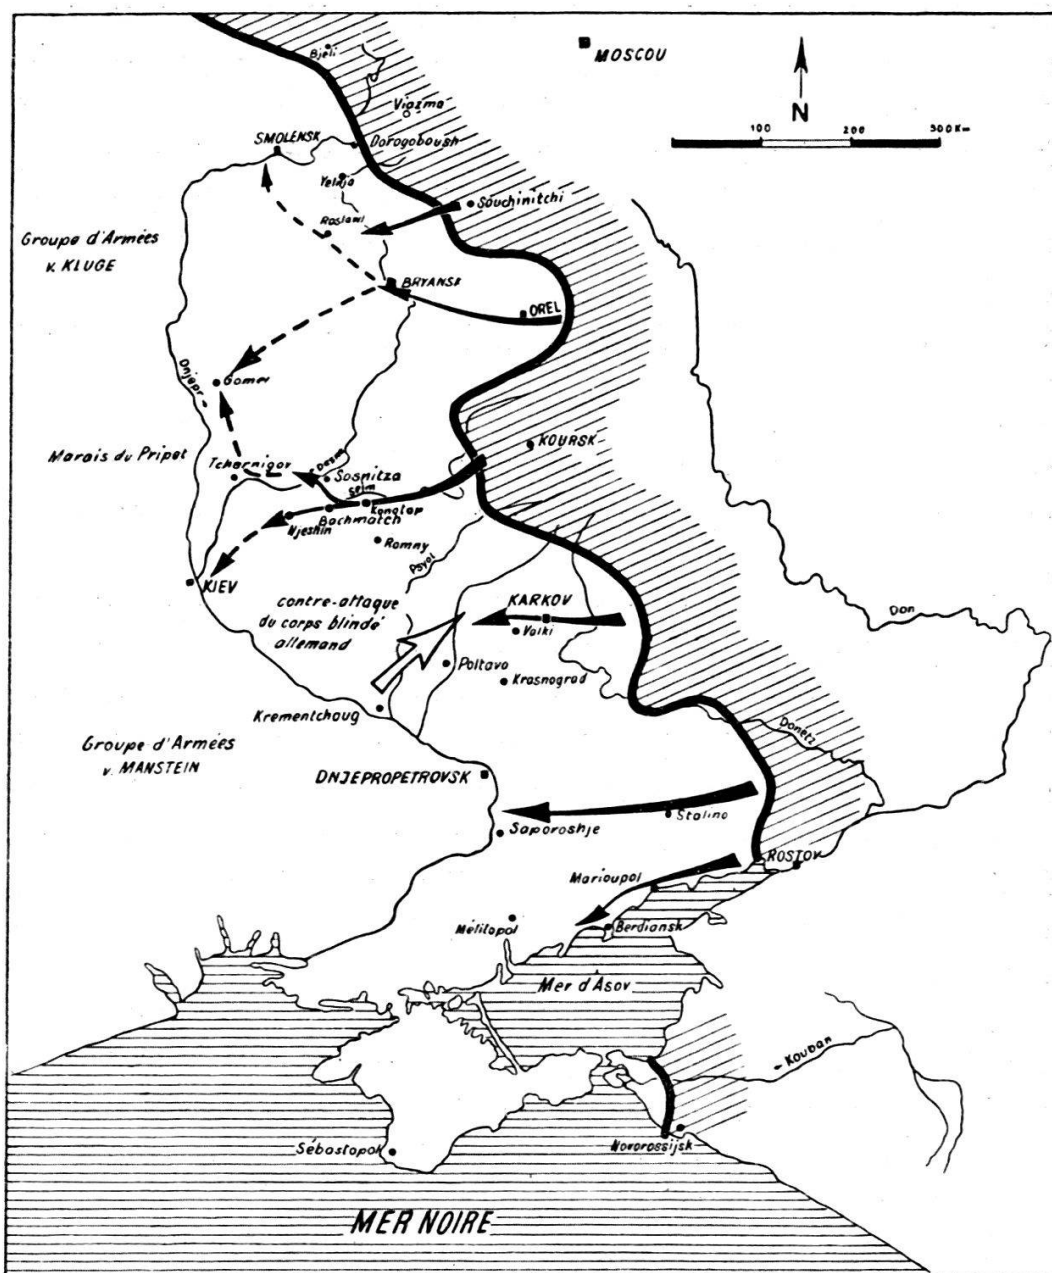 Bjeli
MOSCOU
N
Viazma
100 200 300 Km
SMOLENSK
Dorogoboush
Yelnja
Souchinitchi
Roslawl
Groupe d'Armées
v. KLUGE
BRYANSK
OREL
Dnjepr
Gomel
KOURSK
Marais du Pripet
Tchernigov
Desna
Sosnitza
Seim
Konotop
Bachmatch
Njeshin
Romny
Psyol
KIEV
contre-attaque
du corps blindé
allemand
KARKOV
Valki
Don
Poltava
Krasnograd
Krementchoug
Donetz
Groupe d'Armées
v. MANSTEIN
DNJEPROPETROVSK
Stalino
Saporoshje
ROSTOV
Marioupol
Mélitopol
Berdiansk
Mer d'Asov
Kouban
Novorossijsk
Sébastopol
MER NOIRE